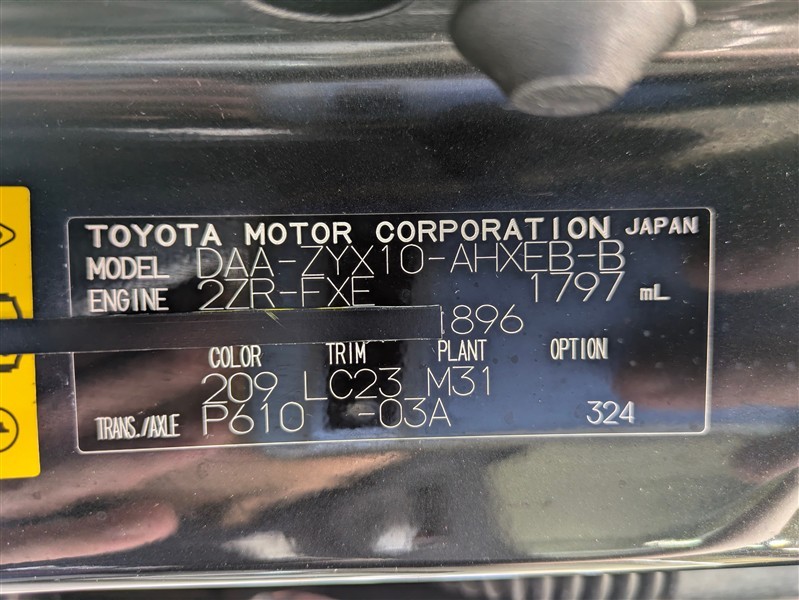 TOYOTA MOTOR CORPORATION JAPAN
MODEL DAA-ZYX10-AHXEB-B
ENGINE 2ZR-FXE 1797 mL
896
COLOR TRIM PLANT OPTION
209 LC23 M31
TRANS./AXLE P610 -03A 324